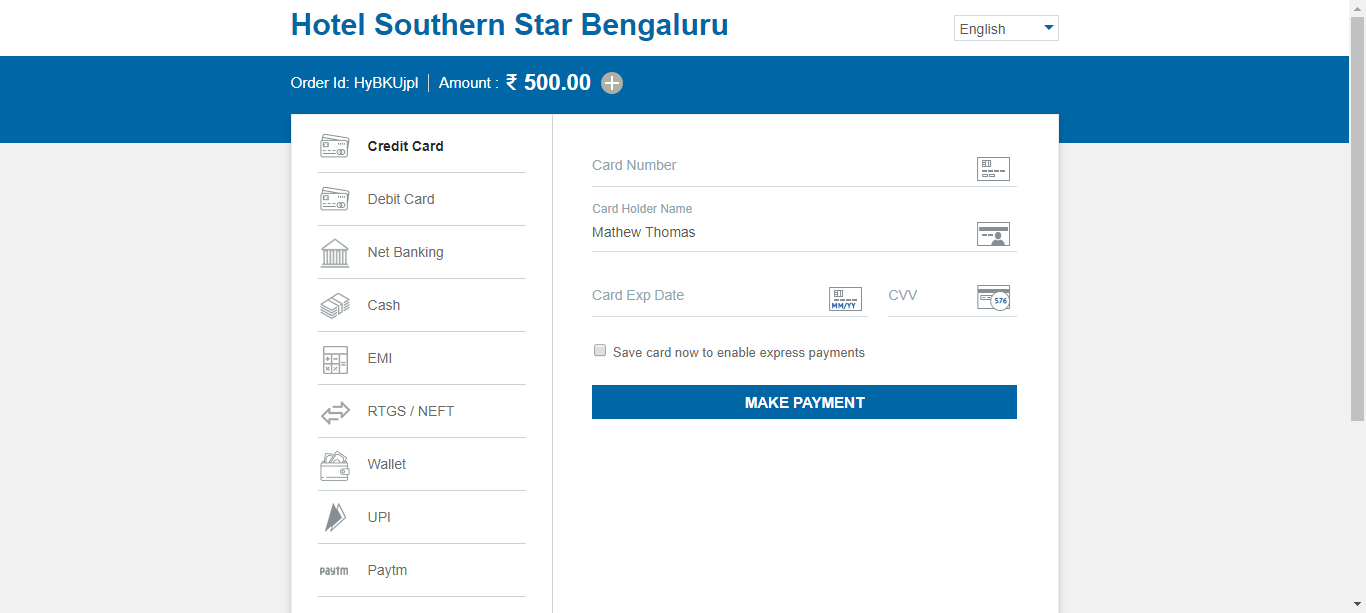 Hotel Southern Star Bengaluru
English
Order Id: HyBKUjpl | Amount : ₹ 500.00
Credit Card
Debit Card
Net Banking
Cash
EMI
RTGS / NEFT
Wallet
UPI
Paytm
Paytm
Card Number
Card Holder Name
Mathew Thomas
Card Exp Date
MM/YY
CVV
576
Save card now to enable express payments
MAKE PAYMENT